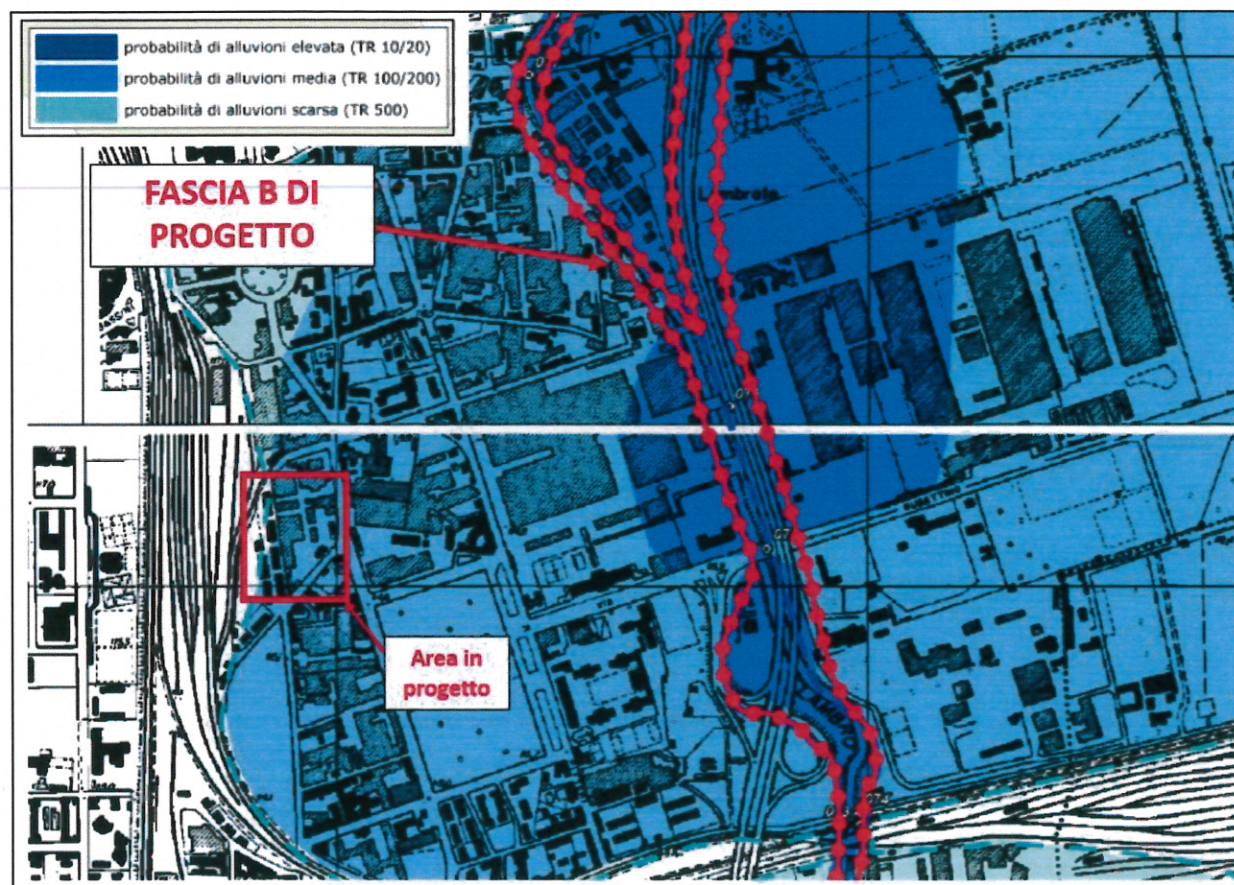 probabilità di alluvioni elevata (TR 10/20)
probabilità di alluvioni media (TR 100/200)
probabilità di alluvioni scarsa (TR 500)
FASCIA B DI
PROGETTO
Area in
progetto